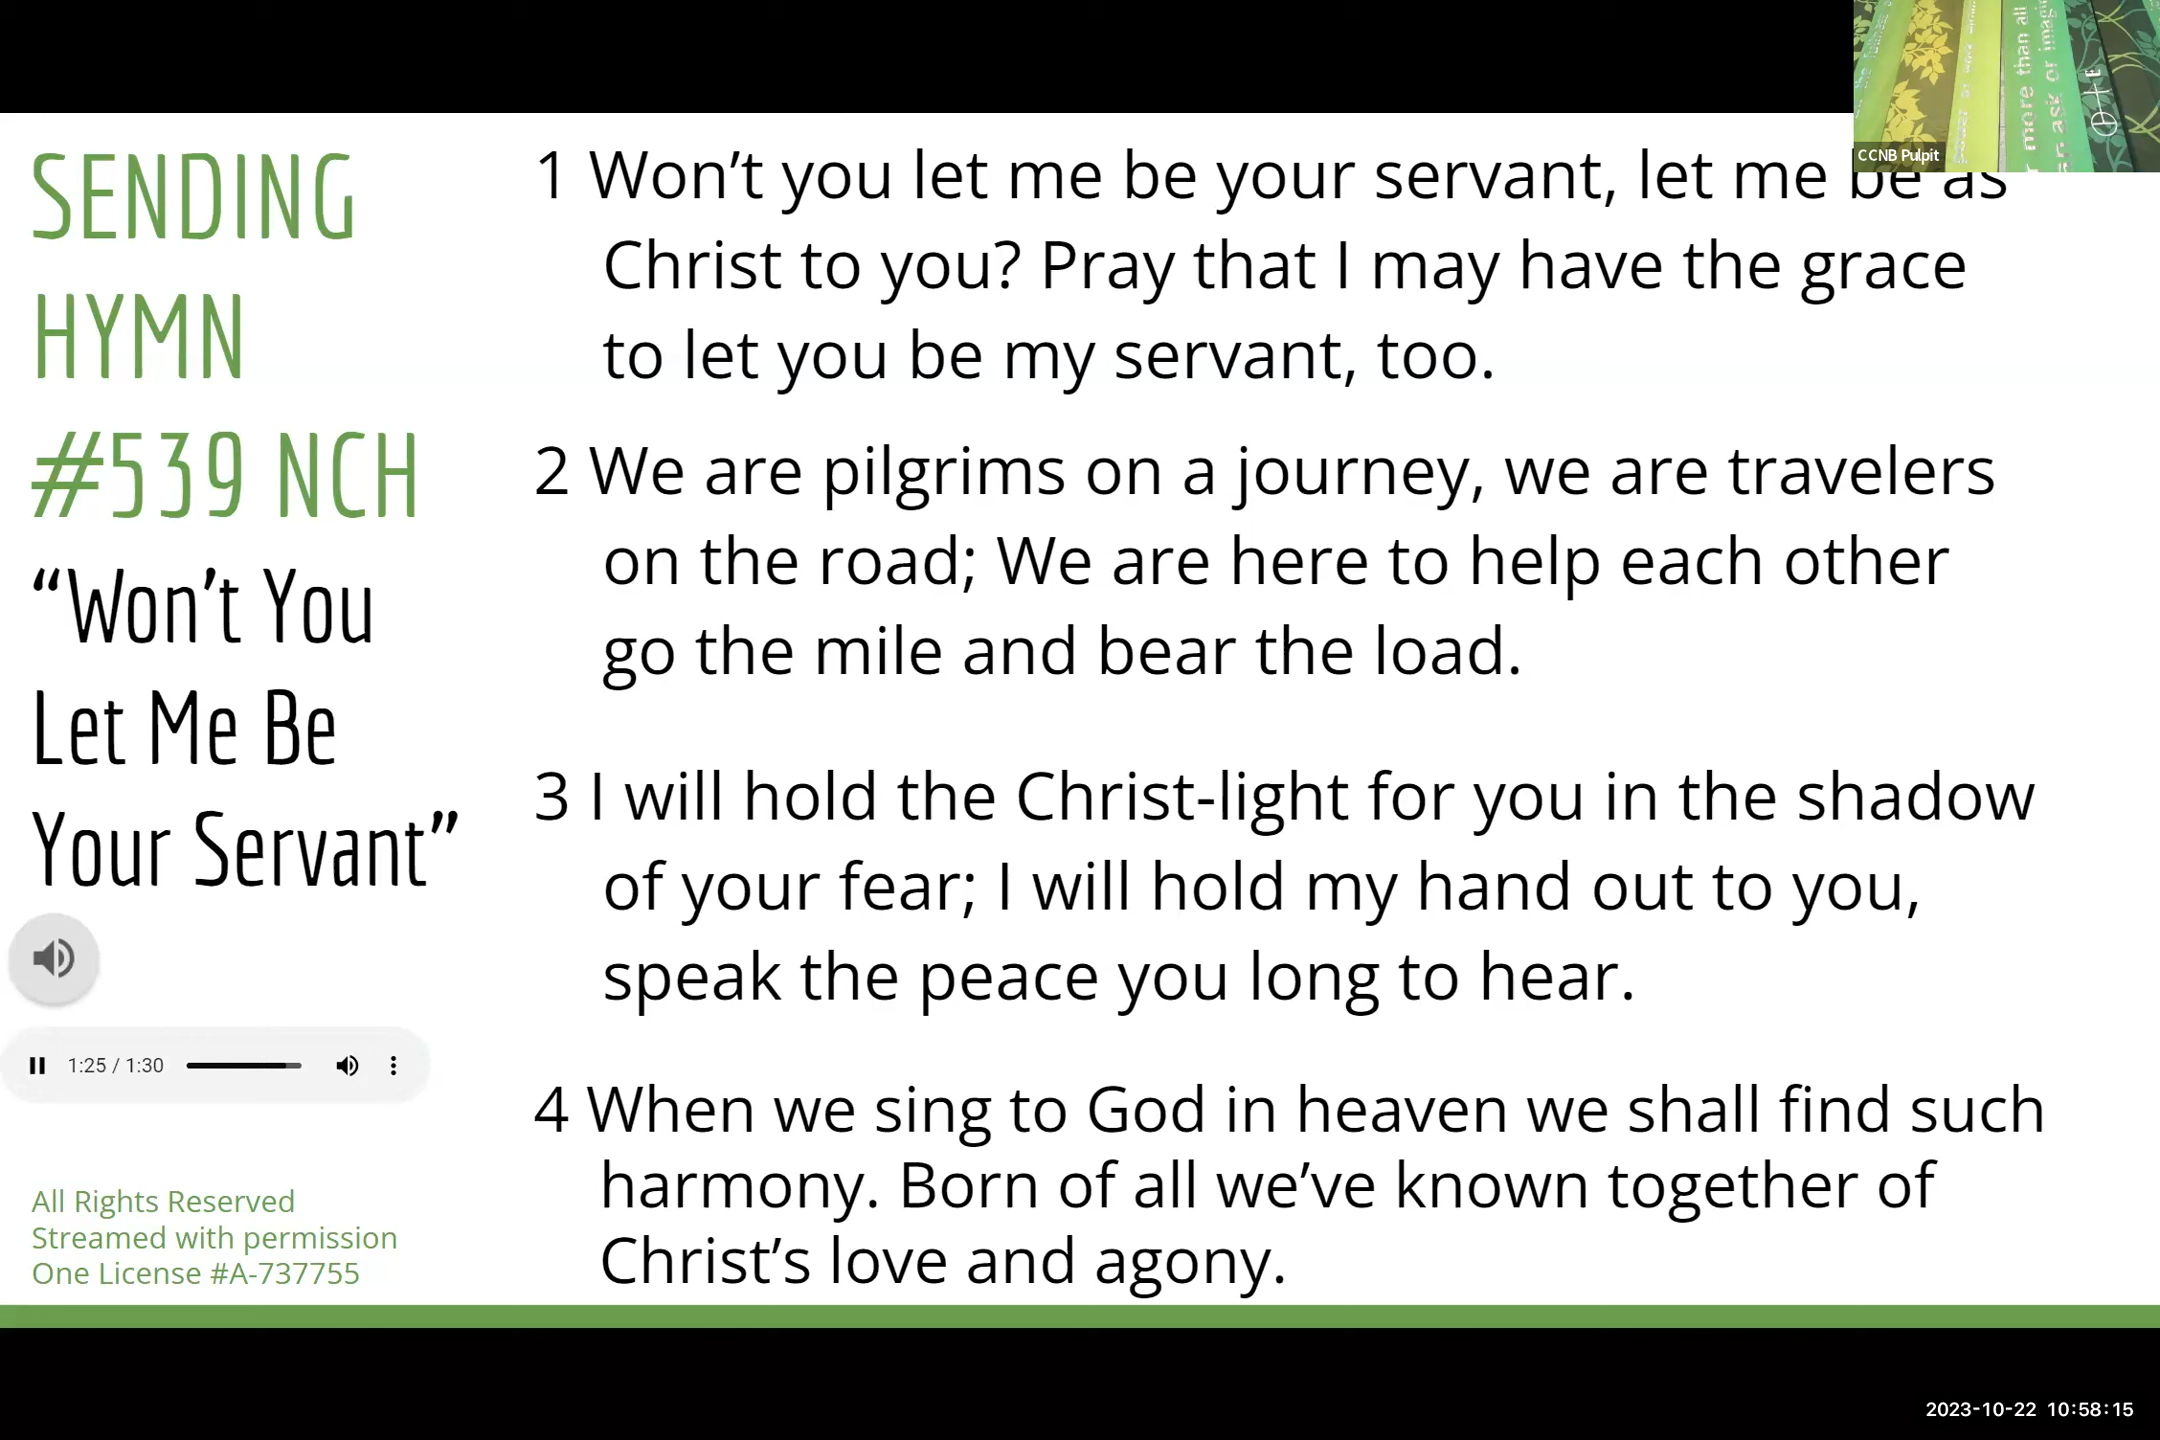 SENDING
HYMN
#539 NCH
“Won’t You
Let Me Be
Your Servant”
1:25 / 1:30
All Rights Reserved
Streamed with permission
One License #A-737755
1 Won’t you let me be your servant, let me be as
Christ to you? Pray that I may have the grace
to let you be my servant, too.
2 We are pilgrims on a journey, we are travelers
on the road; We are here to help each other
go the mile and bear the load.
3 I will hold the Christ-light for you in the shadow
of your fear; I will hold my hand out to you,
speak the peace you long to hear.
4 When we sing to God in heaven we shall find such
harmony. Born of all we’ve known together of
Christ’s love and agony.
more than all
ask or imag
CCNB Pulpit
2023-10-22 10:58:15